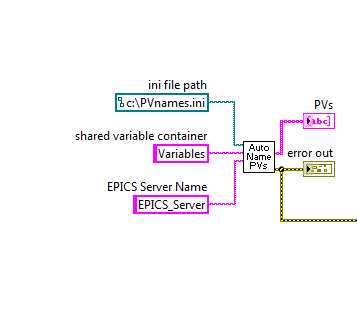 ini file path
c:\PVnames.ini
PVs
abc
shared variable container
Variables
Auto
Name
PVs
error out
EPICS Server Name
EPICS_Server